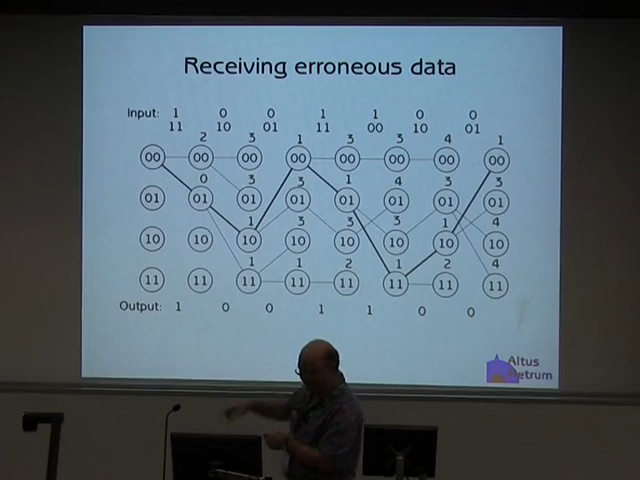 Receiving erroneous data
Input: 1 0 0 1 1 0 0
11 10 01 11 00 10 01
2 3 1 3 3 4 1
00 00 00 00 00 00 00 00
0 3 3 1 4 3 3
01 01 01 01 01 01 01 01
1 3 3 3 1 4
10 10 10 10 10 10 10 10
1 1 2 1 2 4
11 11 11 11 11 11 11 11
Output: 1 0 0 1 1 0 0
Altus
Metrum